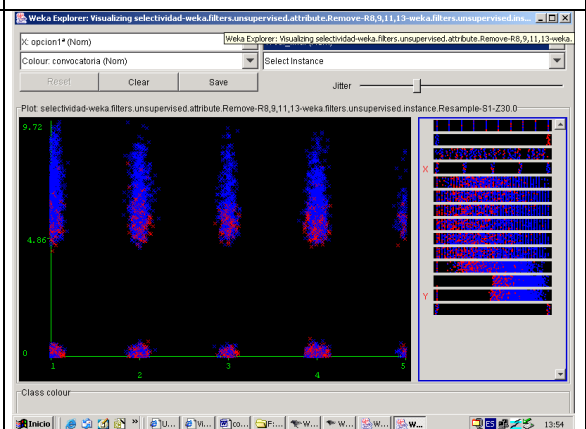 Weka Explorer: Visualizing selectividad-weka.filters.unsupervised.attribute.Remove-R8,9,11,13-weka.filters.unsupervised.ins...
Weka Explorer: Visualizing selectividad-weka.filters.unsupervised.attribute.Remove-R8,9,11,13-weka.
X: opcion1ª (Nom)
Colour: convocatoria (Nom)
Select Instance
Reset
Clear
Save
Jitter
Plot: selectividad-weka.filters.unsupervised.attribute.Remove-R8,9,11,13-weka.filters.unsupervised.instance.Resample-S1-Z30.0
9.72
4.86
0
1
2
3
4
5
X
Y
Class colour
Inicio
»
U...
Vi...
co...
F:...
W...
W...
W...
W...
ES
13:54